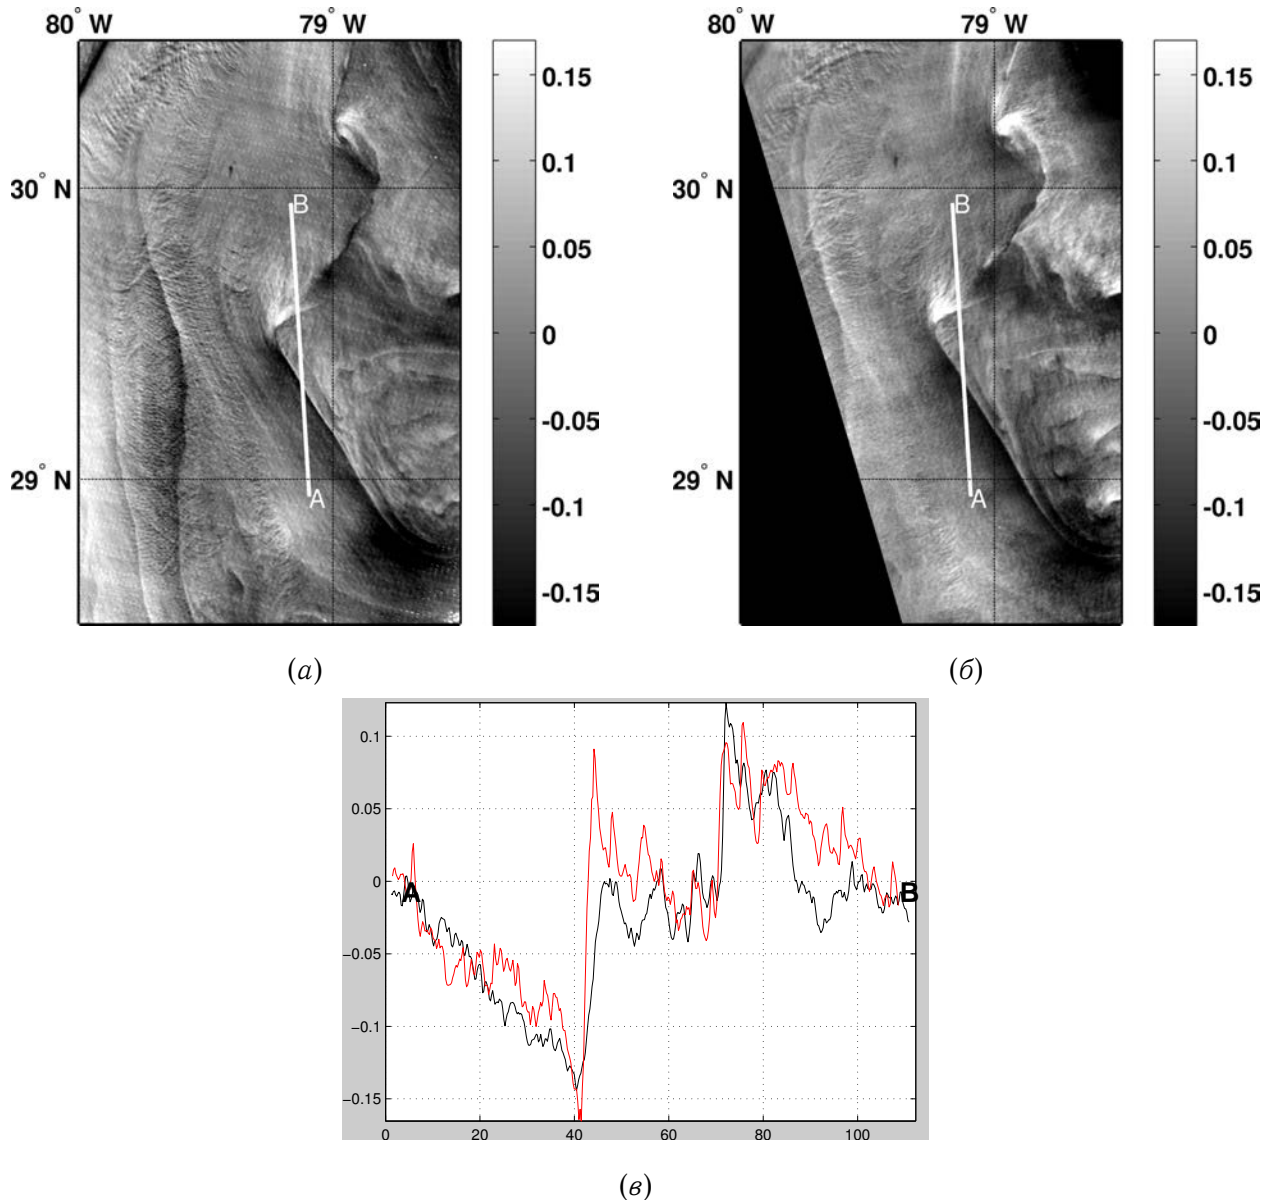 80° W 79° W 80° W 79° W
0.15 0.15
0.1 0.1
30° N 30° N
B B
0.05 0.05
0 0
-0.05 -0.05
29° N 29° N
A A
-0.1 -0.1
-0.15 -0.15
(а) (б)
0.1
0.05
0
A B
−0.05
−0.1
−0.15
0 20 40 60 80 100
(в)